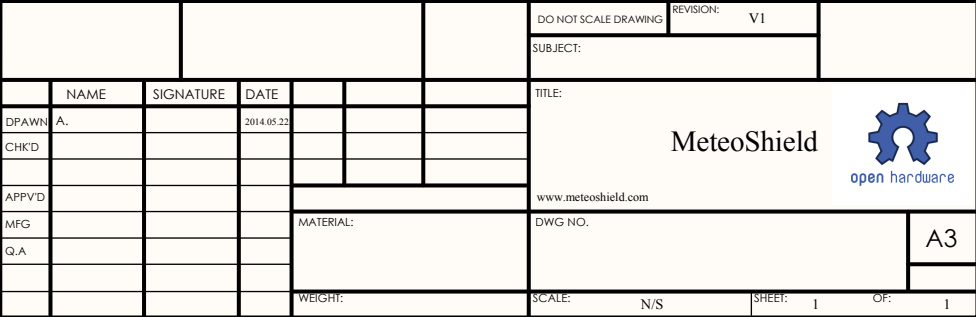 DO NOT SCALE DRAWING REVISION: V1
SUBJECT:
NAME SIGNATURE DATE
DPAWN A. 2014.05.22
CHK'D
APPV'D
MFG
Q.A
TITLE:
MeteoShield
open hardware
www.meteoshield.com
MATERIAL:
DWG NO.
A3
WEIGHT:
SCALE: N/S SHEET: 1 OF: 1